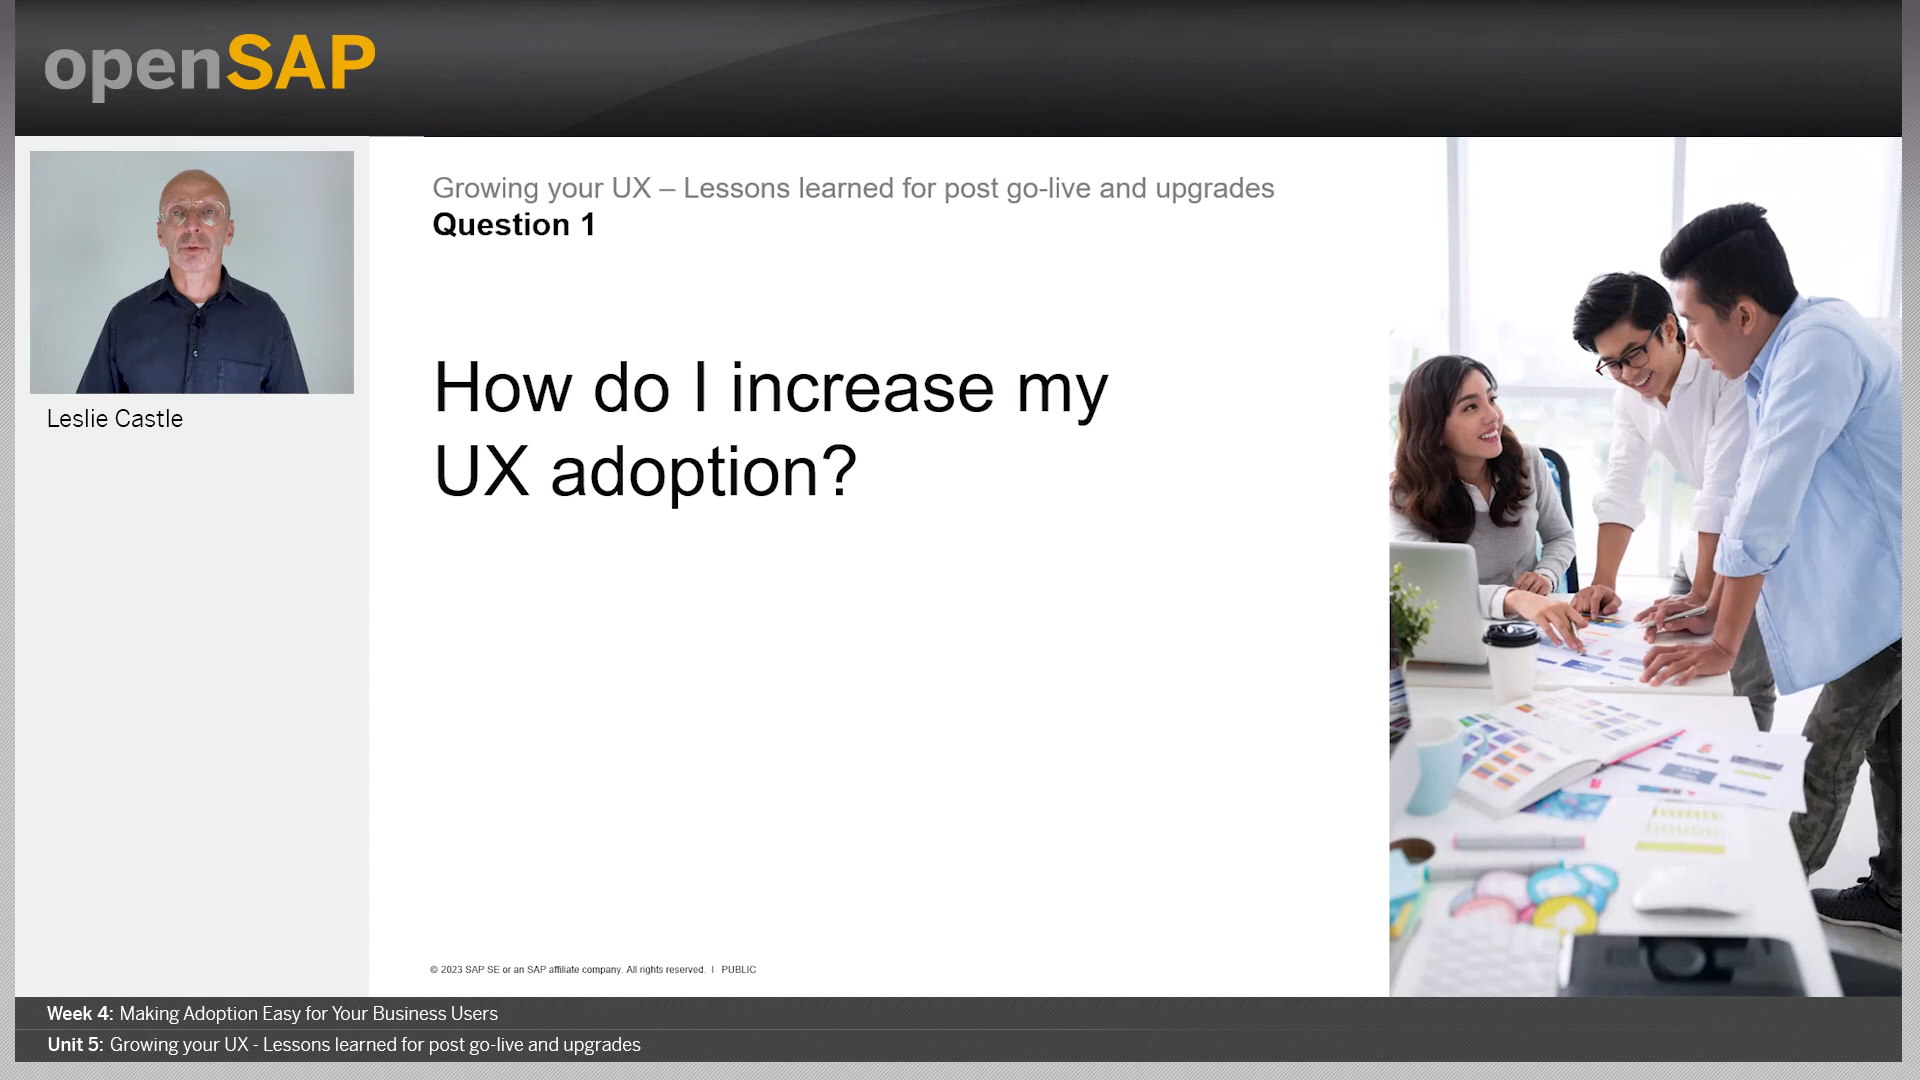 openSAP
Leslie Castle
Growing your UX – Lessons learned for post go-live and upgrades
Question 1
How do I increase my
UX adoption?
© 2023 SAP SE or an SAP affiliate company. All rights reserved. I PUBLIC
Week 4: Making Adoption Easy for Your Business Users
Unit 5: Growing your UX - Lessons learned for post go-live and upgrades